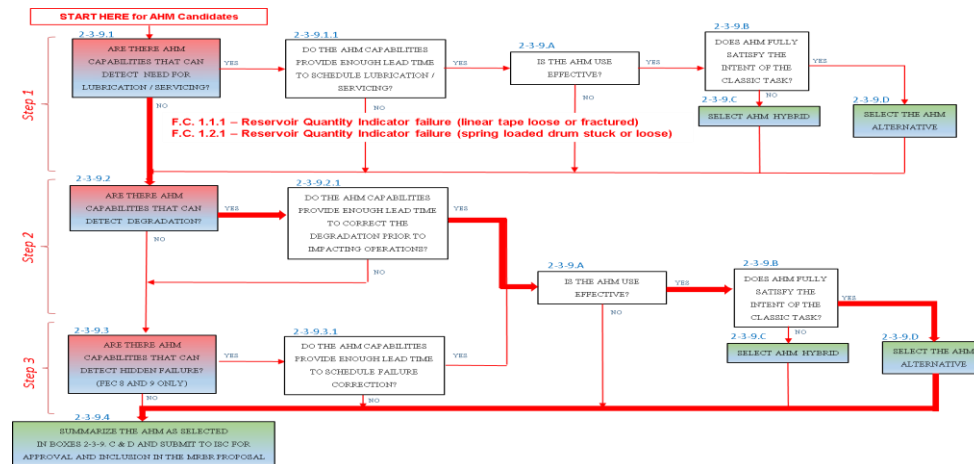 START HERE for AHM Candidates
Step 1
2-3-9.1
ARE THERE AHM
CAPABILITIES THAT CAN
DETECT NEED FOR
LUBRICATION / SERVICING?
YES
NO
2-3-9.1.1
DO THE AHM CAPABILITIES
PROVIDE ENOUGH LEAD TIME
TO SCHEDULE LUBRICATION /
SERVICING?
YES
NO
2-3-9.A
IS THE AHM USE
EFFECTIVE?
YES
NO
2-3-9.B
DOES AHM FULLY
SATISFY THE
INTENT OF THE
CLASSIC TASK?
YES
NO
2-3-9.C
SELECT AHM HYBRID
2-3-9.D
SELECT THE AHM
ALTERNATIVE
F.C. 1.1.1 – Reservoir Quantity Indicator failure (linear tape loose or fractured)
F.C. 1.2.1 – Reservoir Quantity Indicator failure (spring loaded drum stuck or loose)
Step 2
2-3-9.2
ARE THERE AHM
CAPABILITIES THAT CAN
DETECT DEGRADATION?
YES
NO
2-3-9.2.1
DO THE AHM CAPABILITIES
PROVIDE ENOUGH LEAD TIME
TO CORRECT THE
DEGRADATION PRIOR TO
IMPACTING OPERATIONS?
YES
NO
2-3-9.A
IS THE AHM USE
EFFECTIVE?
YES
NO
2-3-9.B
DOES AHM FULLY
SATISFY THE
INTENT OF THE
CLASSIC TASK?
YES
NO
2-3-9.C
SELECT AHM HYBRID
2-3-9.D
SELECT THE AHM
ALTERNATIVE
Step 3
2-3-9.3
ARE THERE AHM
CAPABILITIES THAT CAN
DETECT HIDDEN FAILURE?
(FEC 8 AND 9 ONLY)
YES
NO
2-3-9.3.1
DO THE AHM CAPABILITIES
PROVIDE ENOUGH LEAD TIME
TO SCHEDULE FAILURE
CORRECTION?
YES
NO
2-3-9.4
SUMMARIZE THE AHM AS SELECTED
IN BOXES 2-3-9. C & D AND SUBMIT TO ISC FOR
APPROVAL AND INCLUSION IN THE MRBR PROPOSAL